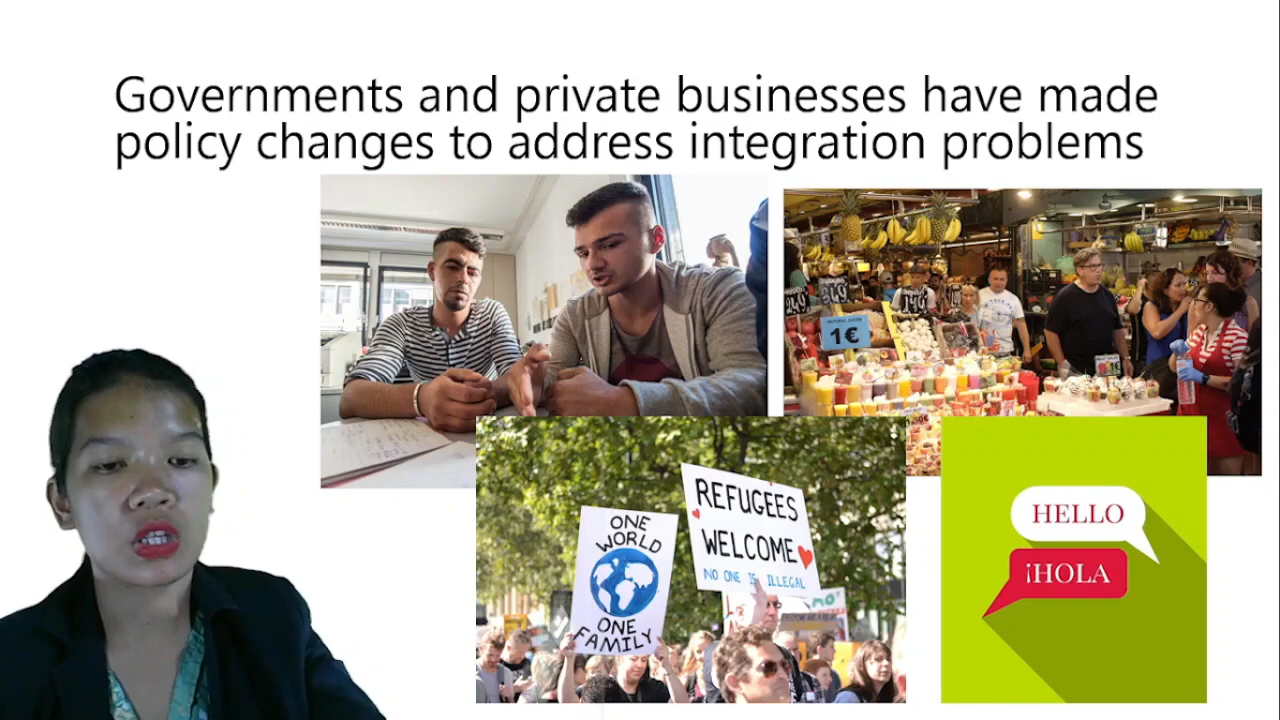 Governments and private businesses have made
policy changes to address integration problems
1€
ONE
WORLD
ONE
FAMILY
REFUGEES
WELCOME
NO ONE IS ILLEGAL
HELLO
¡HOLA